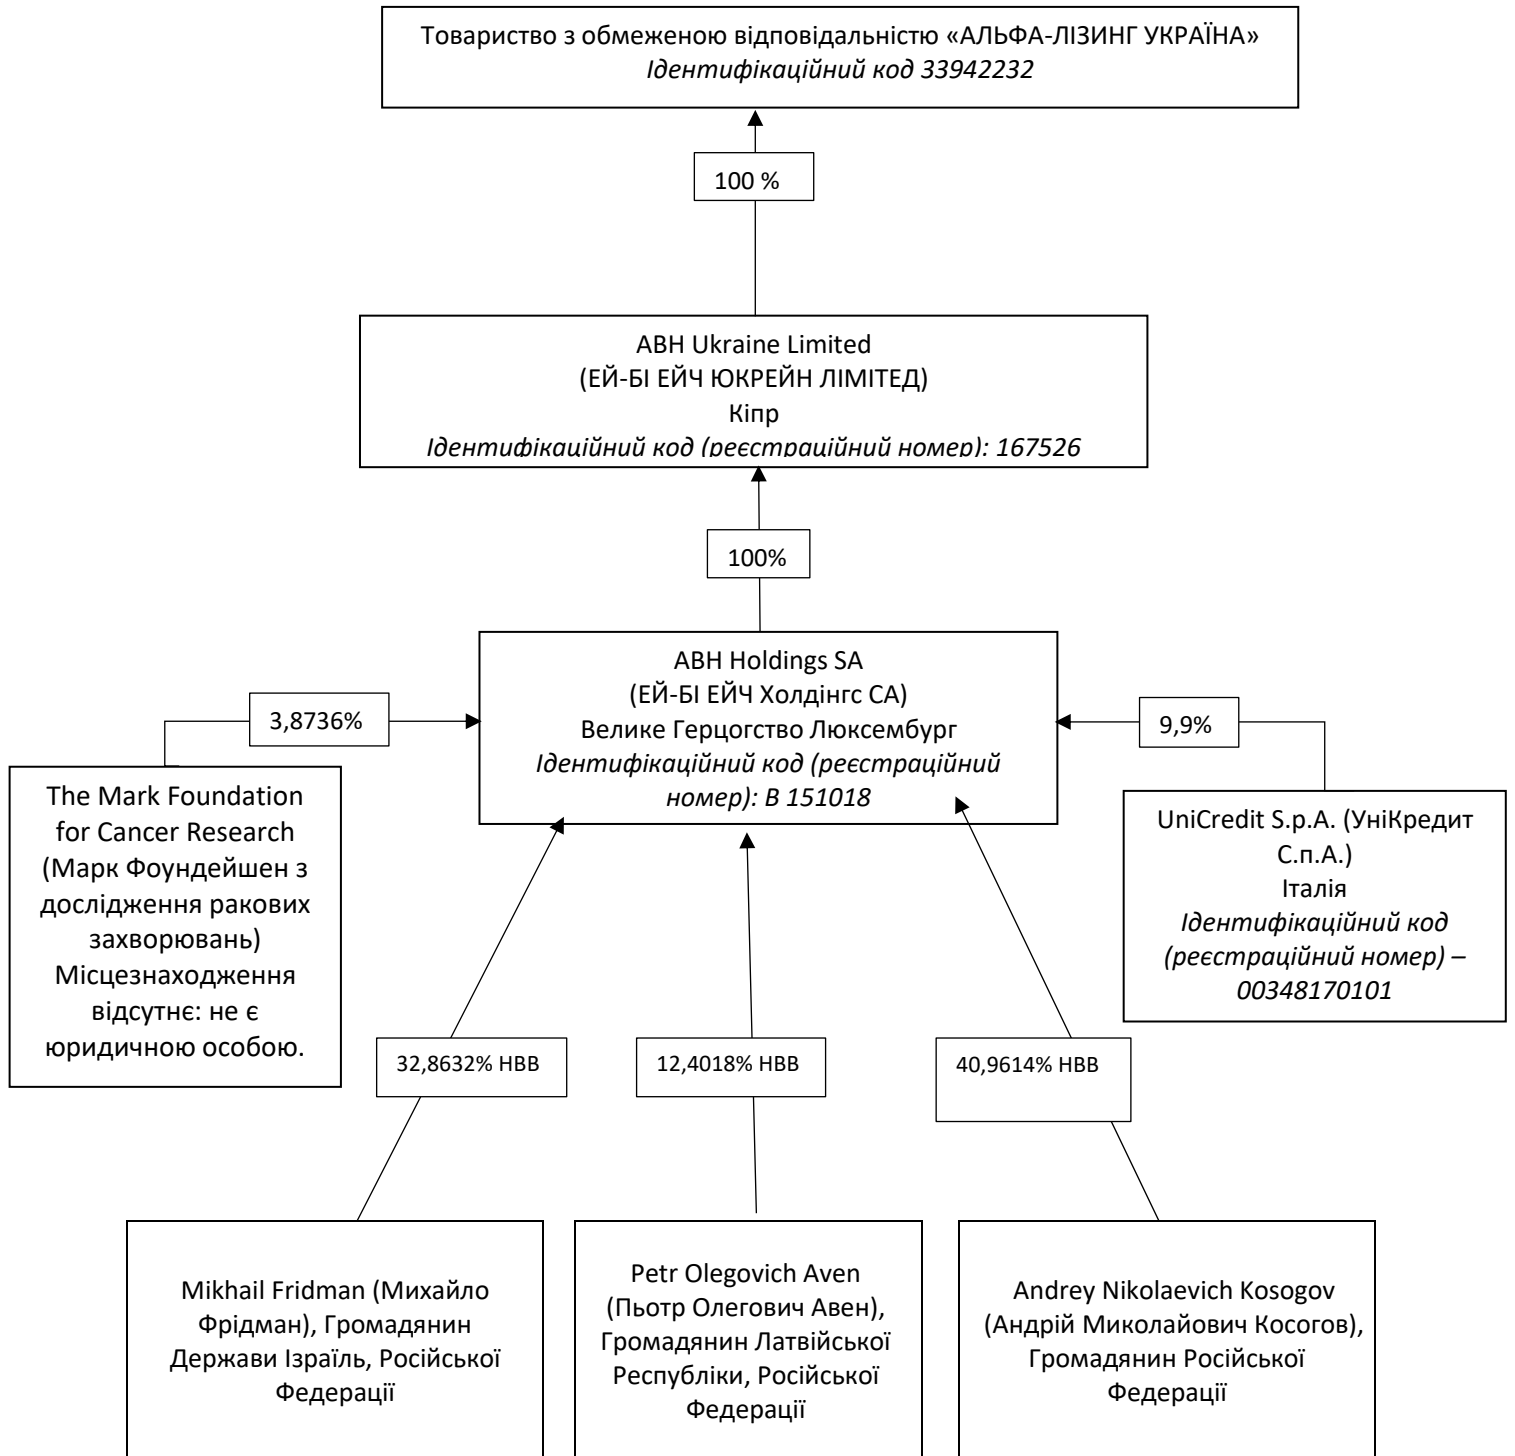 Товариство з обмеженою відповідальністю «АЛЬФА-ЛІЗИНГ УКРАЇНА»
Ідентифікаційний код 33942232
100 %
ABH Ukraine Limited
(ЕЙ-БІ ЕЙЧ ЮКРЕЙН ЛІМІТЕД)
Кіпр
Ідентифікаційний код (реєстраційний номер): 167526
100%
ABH Holdings SA
(ЕЙ-БІ ЕЙЧ Холдінгс СА)
Велике Герцогство Люксембург
Ідентифікаційний код (реєстраційний
номер): B 151018
3,8736%
9,9%
The Mark Foundation
for Cancer Research
(Марк Фоундейшен з
дослідження ракових
захворювань)
Місцезнаходження
відсутнє: не є
юридичною особою.
UniCredit S.p.A. (УніКредит
С.п.А.)
Італія
Ідентифікаційний код
(реєстраційний номер) –
00348170101
32,8632% НВВ
12,4018% НВВ
40,9614% НВВ
Mikhail Fridman (Михайло
Фрідман), Громадянин
Держави Ізраїль, Російської
Федерації
Petr Olegovich Aven
(Пьотр Олегович Авен),
Громадянин Латвійської
Республіки, Російської
Федерації
Andrey Nikolaevich Kosogov
(Андрій Миколайович Косогов),
Громадянин Російської
Федерації